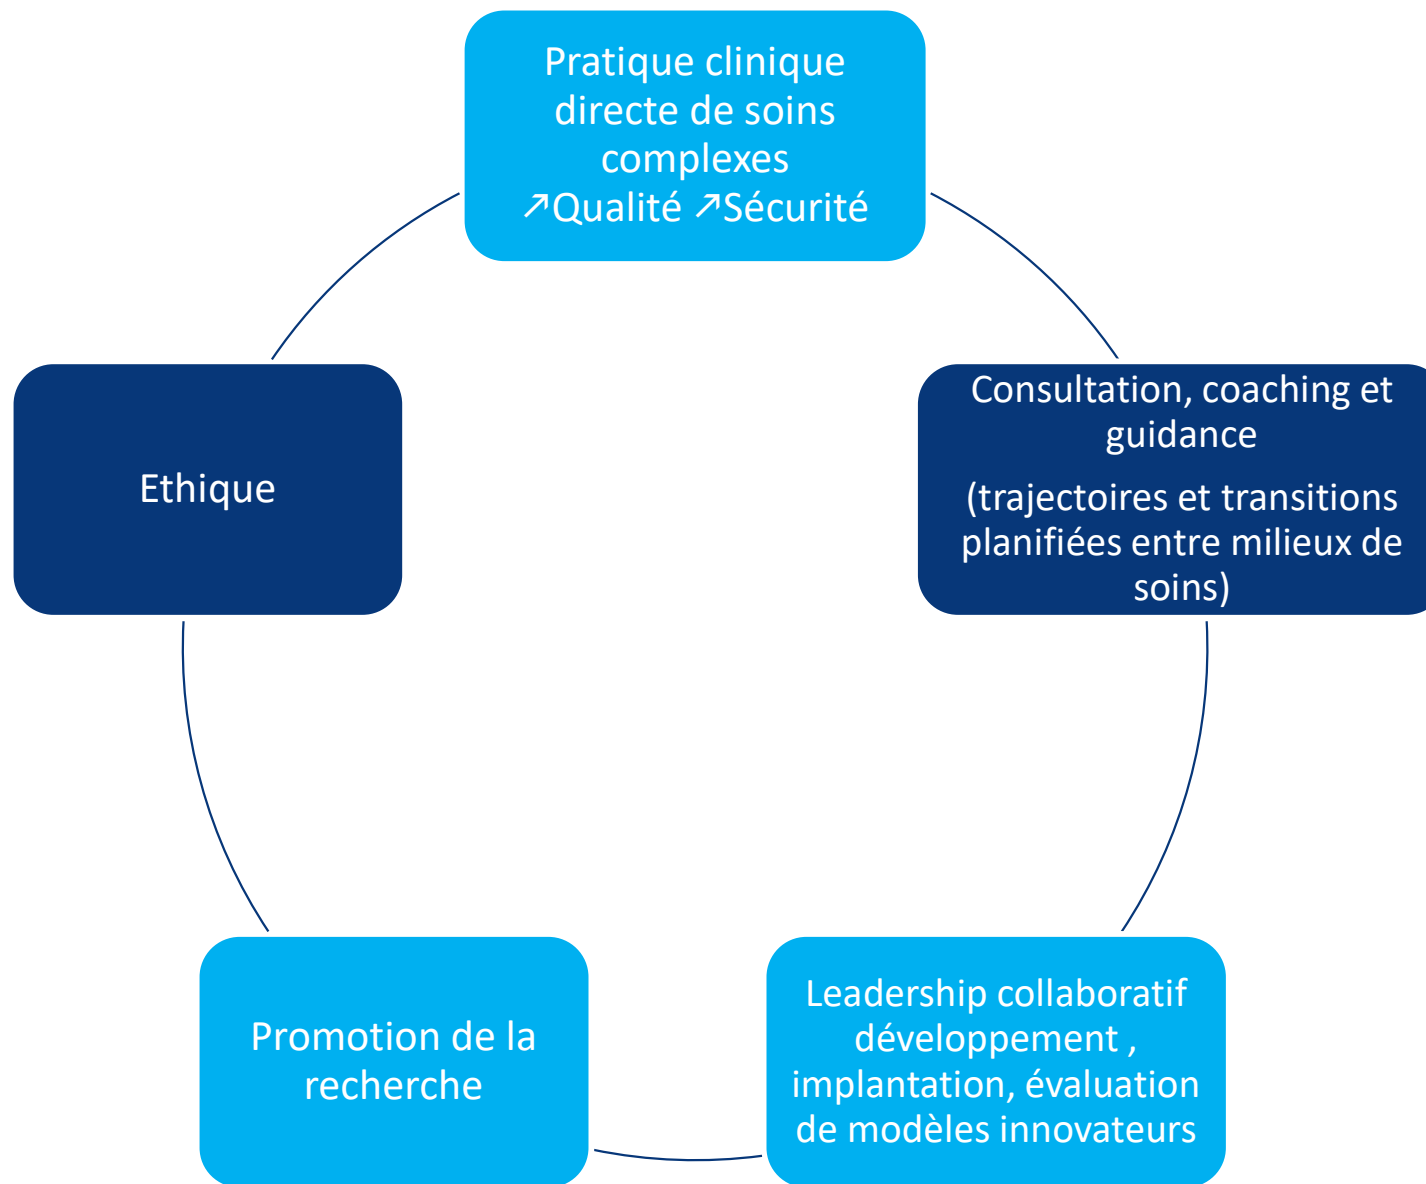 Pratique clinique
directe de soins
complexes
↗Qualité ↗Sécurité
Consultation, coaching et
guidance
(trajectoires et transitions
planifiées entre milieux de
soins)
Leadership collaboratif
développement ,
implantation, évaluation
de modèles innovateurs
Promotion de la
recherche
Ethique